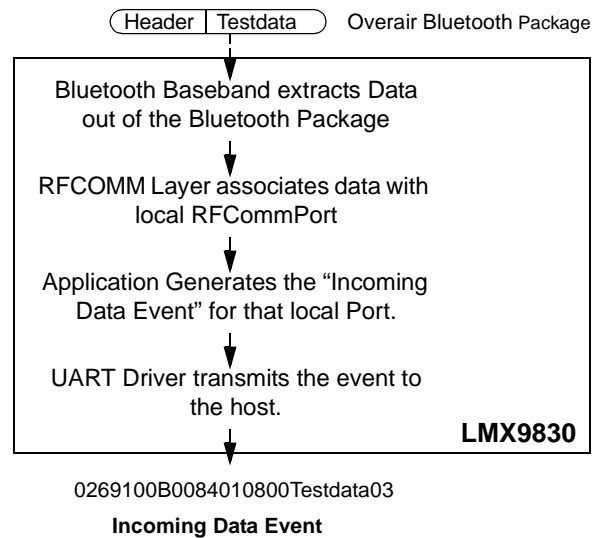 Header Testdata Overair Bluetooth Package
Bluetooth Baseband extracts Data
out of the Bluetooth Package
RFCOMM Layer associates data with
local RFCommPort
Application Generates the “Incoming
Data Event” for that local Port.
UART Driver transmits the event to
the host.
LMX9830
0269100B0084010800Testdata03
Incoming Data Event